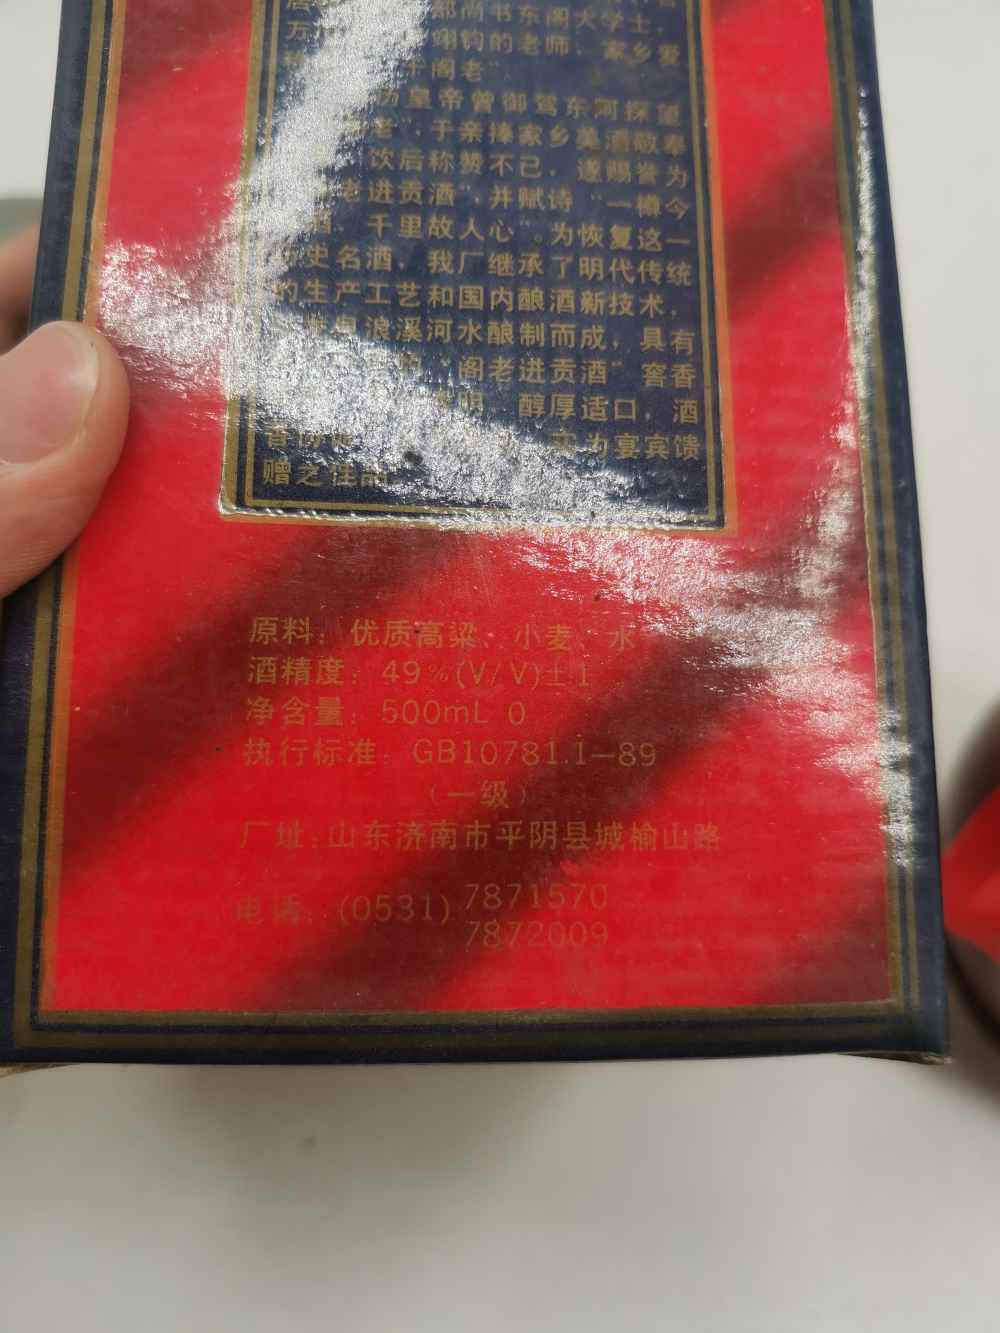 部尚书东阁大学士，
翊钧的老师，家乡爱
阁老"。
历皇帝曾御驾东阿探望
老"，于亲捧家乡美酒敬奉
饮后称赞不已，遂赐誉为
老进贡酒"，并赋诗"一樽今
酒，千里故人心"。为恢复这一
历史名酒，我厂继承了明代传统
的生产工艺和国内酿酒新技术，
浪溪河水酿制而成，具有
"阁老进贡酒"窖香
明，醇厚适口，酒
为宴宾馈
赠之佳品
原料：优质高粱、小麦、水
酒精度：49%(V/V)±1
净含量：500mL 0
执行标准：GB10781.1—89
（一级）
厂址：山东济南市平阴县城榆山路
电话：(0531) 7871570
7872009